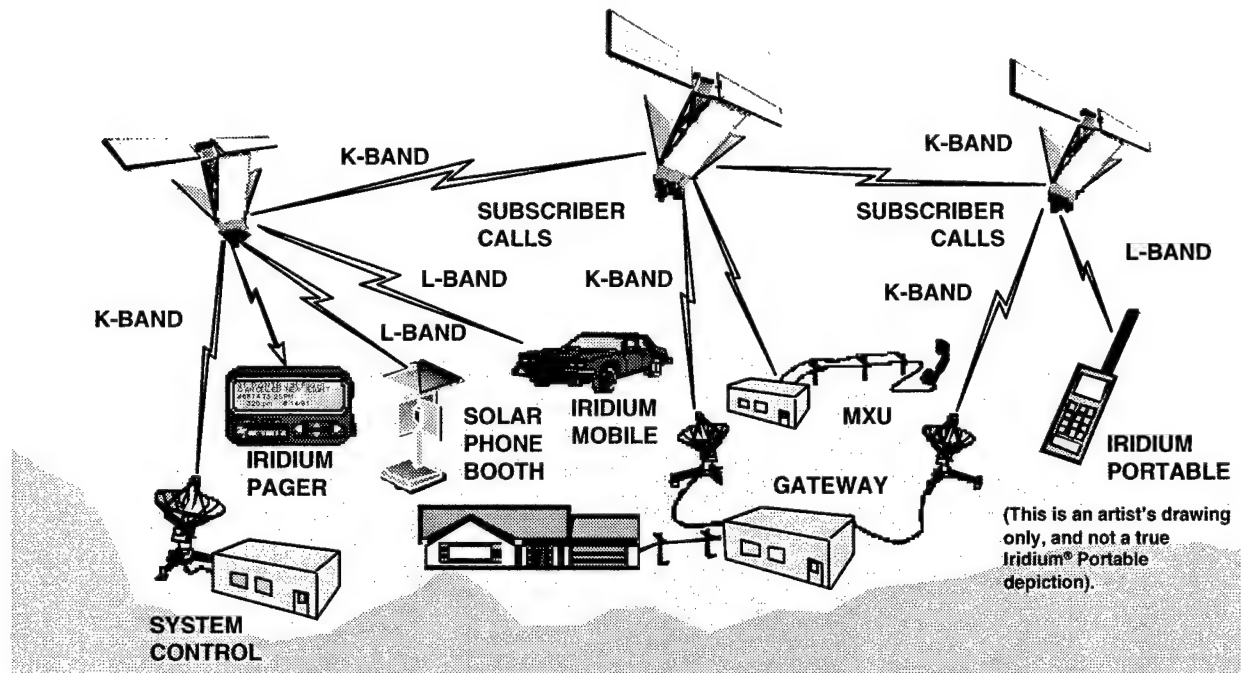 K-BAND
K-BAND
SUBSCRIBER
CALLS
SUBSCRIBER
CALLS
L-BAND
L-BAND
K-BAND
K-BAND
K-BAND
L-BAND
IRIDIUM
PAGER
SOLAR
PHONE
BOOTH
IRIDIUM
MOBILE
MXU
IRIDIUM
PORTABLE
GATEWAY
(This is an artist's drawing
only, and not a true
Iridium® Portable
depiction).
SYSTEM
CONTROL